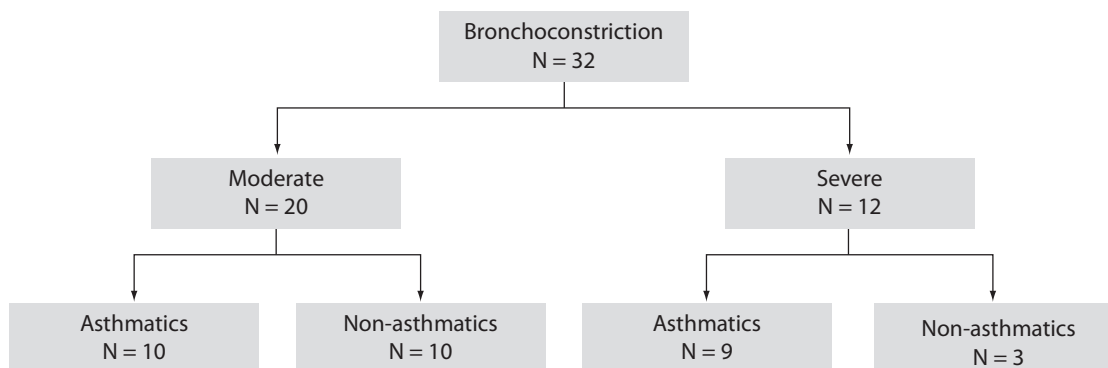 Bronchoconstriction
N = 32
Moderate
N = 20
Severe
N = 12
Asthmatics
N = 10
Non-asthmatics
N = 10
Asthmatics
N = 9
Non-asthmatics
N = 3